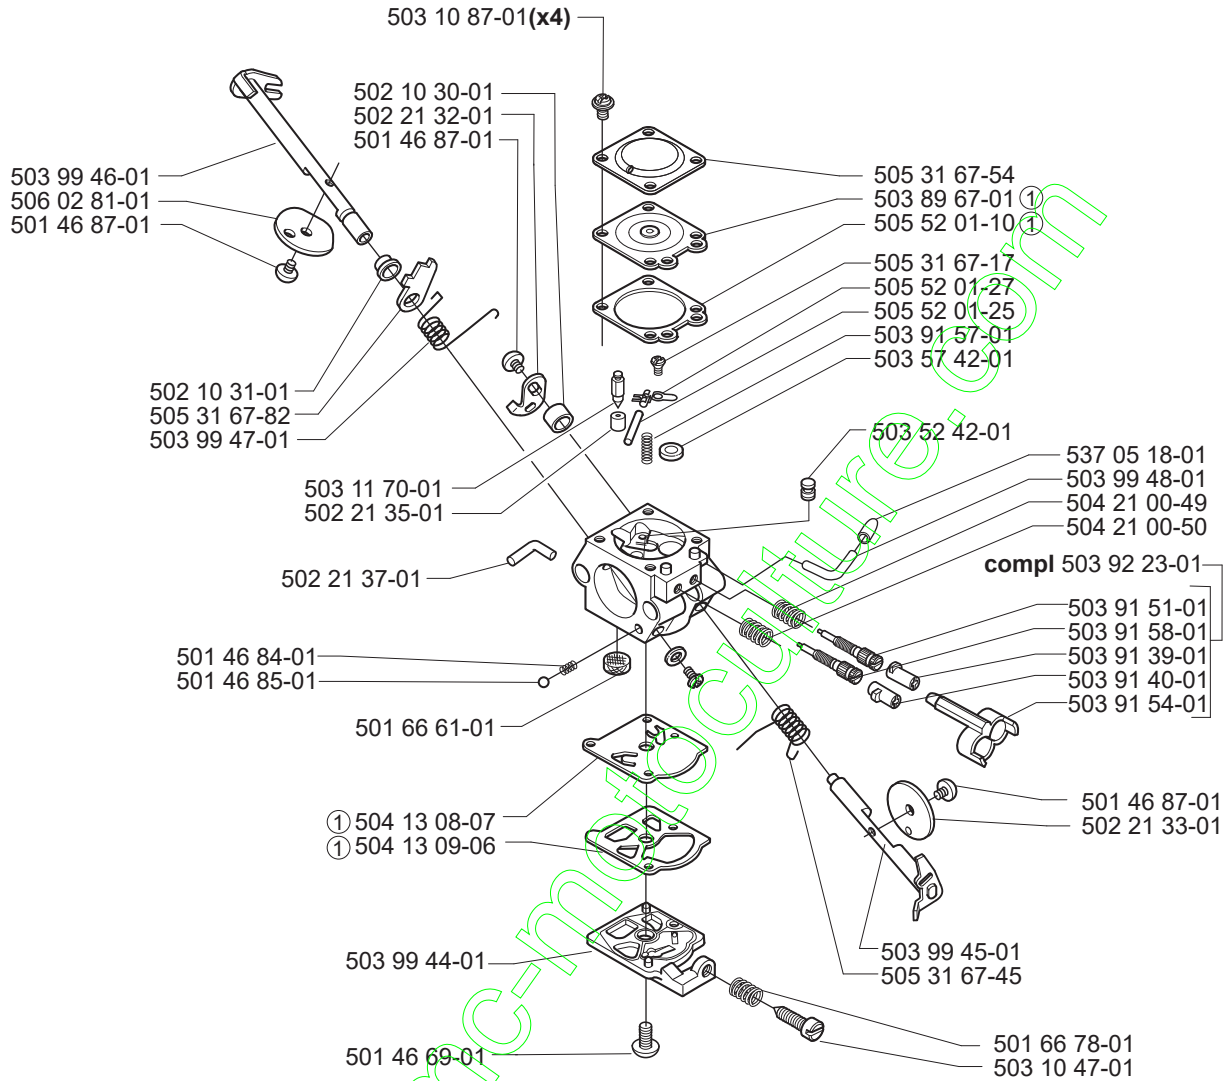 503 10 87-01(x4)
502 10 30-01
502 21 32-01
501 46 87-01
503 99 46-01
506 02 81-01
501 46 87-01
505 31 67-54
503 89 67-01 ①
505 52 01-10 ①
505 31 67-17
505 52 01-27
505 52 01-25
503 91 57-01
503 57 42-01
502 10 31-01
505 31 67-82
503 99 47-01
503 52 42-01
503 11 70-01
502 21 35-01
537 05 18-01
503 99 48-01
504 21 00-49
504 21 00-50
compl 503 92 23-01
502 21 37-01
503 91 51-01
503 91 58-01
503 91 39-01
503 91 40-01
503 91 54-01
501 46 84-01
501 46 85-01
501 66 61-01
501 46 87-01
502 21 33-01
① 504 13 08-07
① 504 13 09-06
503 99 44-01
503 99 45-01
505 31 67-45
501 66 78-01
503 10 47-01
501 46 69-01
mc-motoculture.com